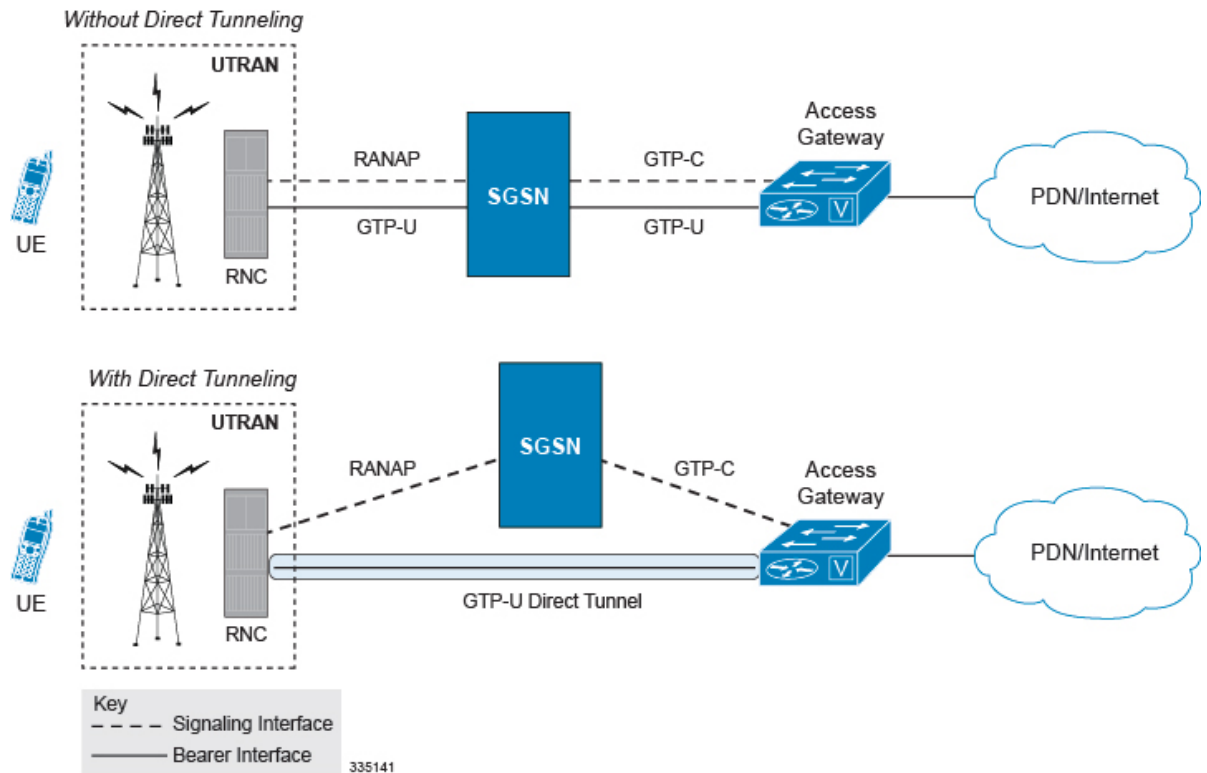 Without Direct Tunneling
UTRAN
UE
RNC
RANAP
GTP-U
SGSN
GTP-C
GTP-U
Access
Gateway
V
PDN/Internet
With Direct Tunneling
UTRAN
UE
RNC
RANAP
SGSN
GTP-C
GTP-U Direct Tunnel
Access
Gateway
V
PDN/Internet
Key
Signaling Interface
Bearer Interface
335141